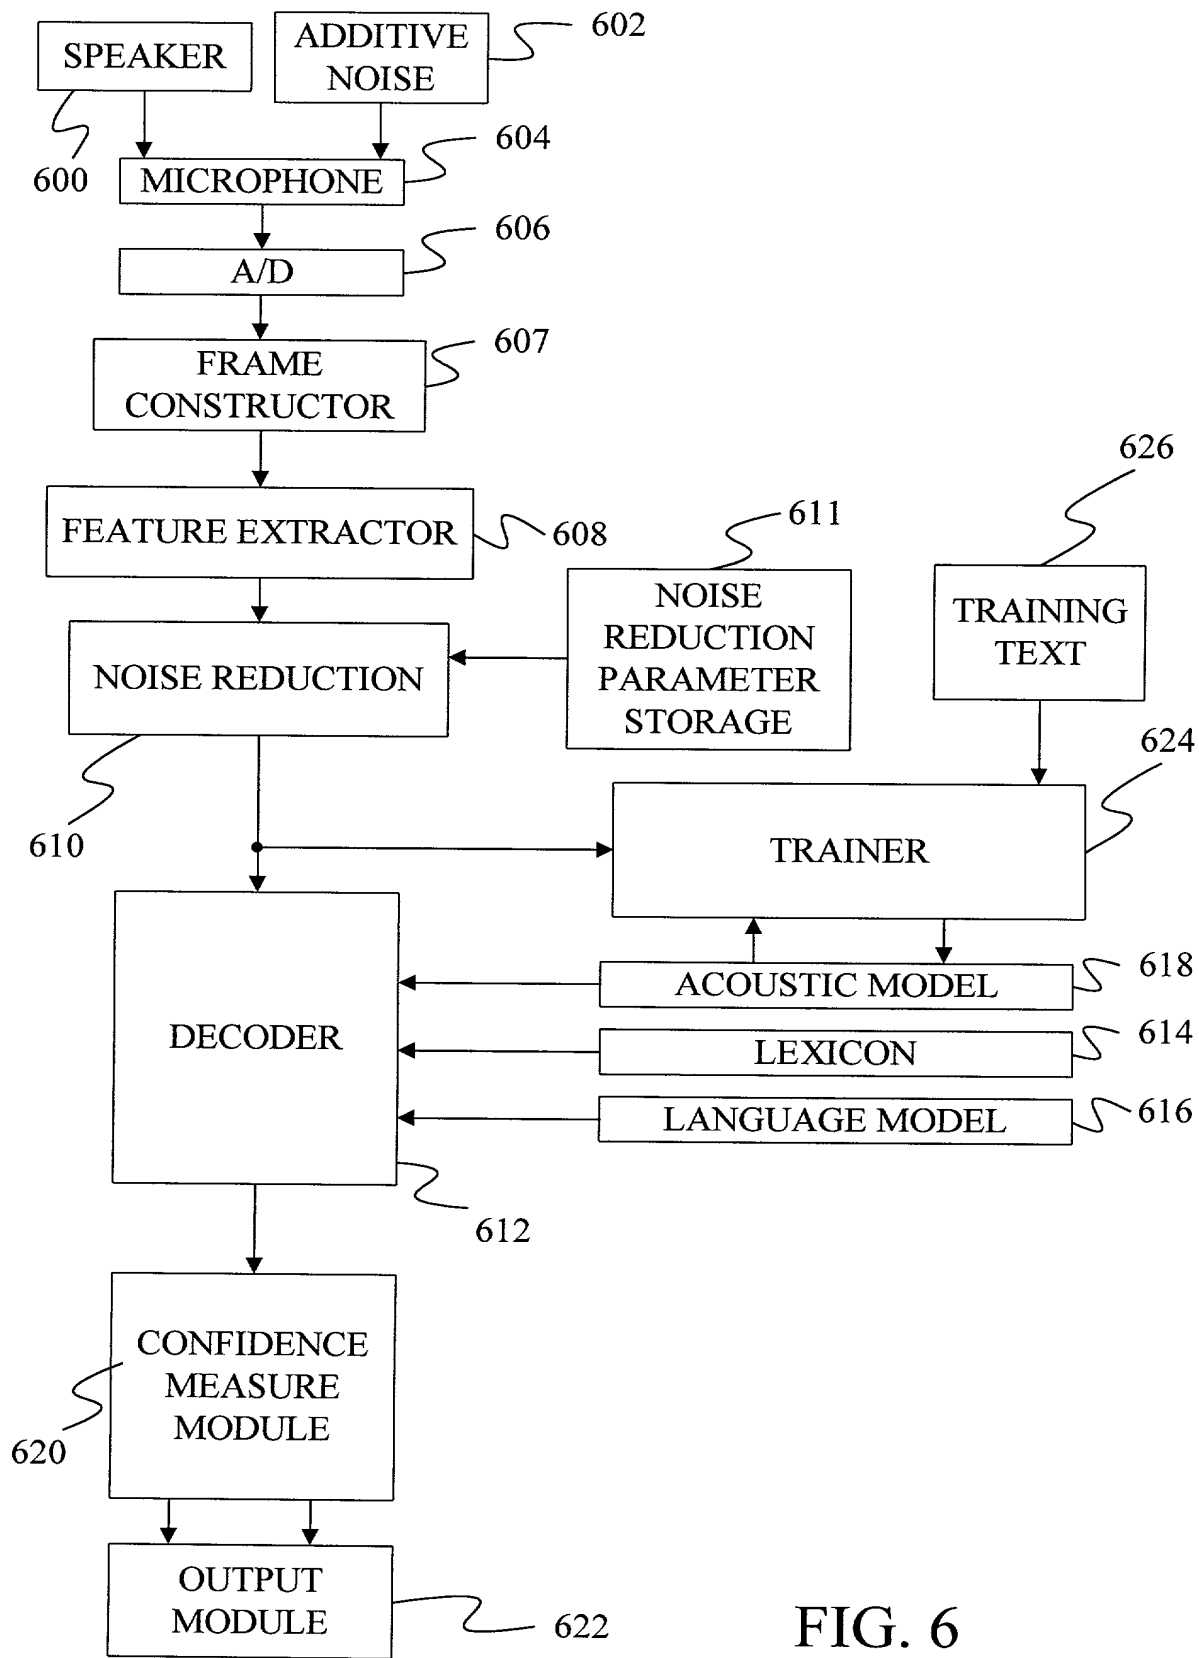 SPEAKER
ADDITIVE
NOISE
602
600
604
MICROPHONE
606
A/D
607
FRAME
CONSTRUCTOR
626
FEATURE EXTRACTOR
608
611
NOISE
REDUCTION
PARAMETER
STORAGE
TRAINING
TEXT
NOISE REDUCTION
610
624
TRAINER
DECODER
ACOUSTIC MODEL
618
LEXICON
614
LANGUAGE MODEL
616
612
CONFIDENCE
MEASURE
MODULE
620
OUTPUT
MODULE
622
FIG. 6